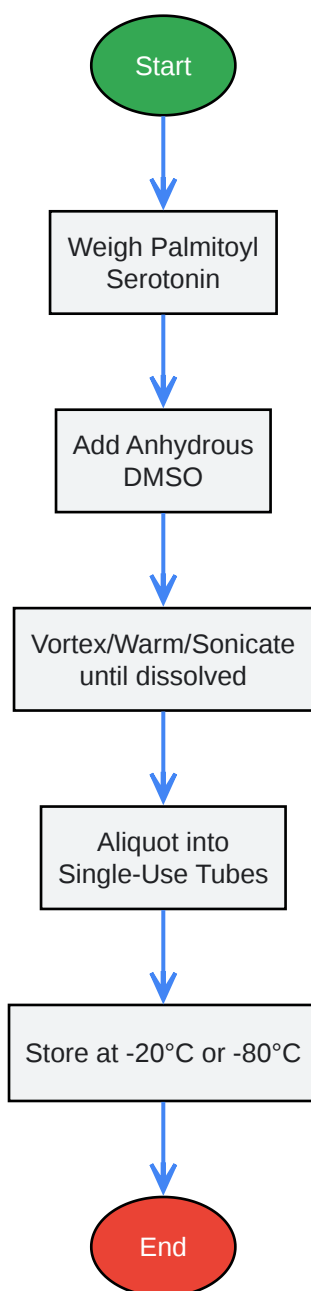 Start
Weigh Palmitoyl
Serotonin
Add Anhydrous
DMSO
Vortex/Warm/Sonicate
until dissolved
Aliquot into
Single-Use Tubes
Store at -20°C or -80°C
End